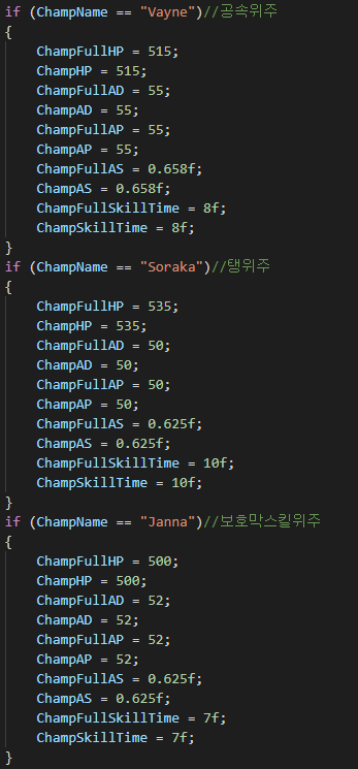 if (ChampName == "Vayne")//공속위주
{
    ChampFullHP = 515;
    ChampHP = 515;
    ChampFullAD = 55;
    ChampAD = 55;
    ChampFullAP = 55;
    ChampAP = 55;
    ChampFullAS = 0.658f;
    ChampAS = 0.658f;
    ChampFullSkillTime = 8f;
    ChampSkillTime = 8f;
}
if (ChampName == "Soraka")//탱위주
{
    ChampFullHP = 535;
    ChampHP = 535;
    ChampFullAD = 50;
    ChampAD = 50;
    ChampFullAP = 50;
    ChampAP = 50;
    ChampFullAS = 0.625f;
    ChampAS = 0.625f;
    ChampFullSkillTime = 10f;
    ChampSkillTime = 10f;
}
if (ChampName == "Janna")//보호막스킬위주
{
    ChampFullHP = 500;
    ChampHP = 500;
    ChampFullAD = 52;
    ChampAD = 52;
    ChampFullAP = 52;
    ChampAP = 52;
    ChampFullAS = 0.625f;
    ChampAS = 0.625f;
    ChampFullSkillTime = 7f;
    ChampSkillTime = 7f;
}